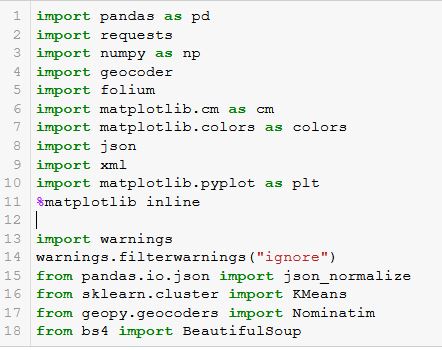 1 import pandas as pd
2 import requests
3 import numpy as np
4 import geocoder
5 import folium
6 import matplotlib.cm as cm
7 import matplotlib.colors as colors
8 import json
9 import xml
10 import matplotlib.pyplot as plt
11 %matplotlib inline
12
13 import warnings
14 warnings.filterwarnings("ignore")
15 from pandas.io.json import json_normalize
16 from sklearn.cluster import KMeans
17 from geopy.geocoders import Nominatim
18 from bs4 import BeautifulSoup